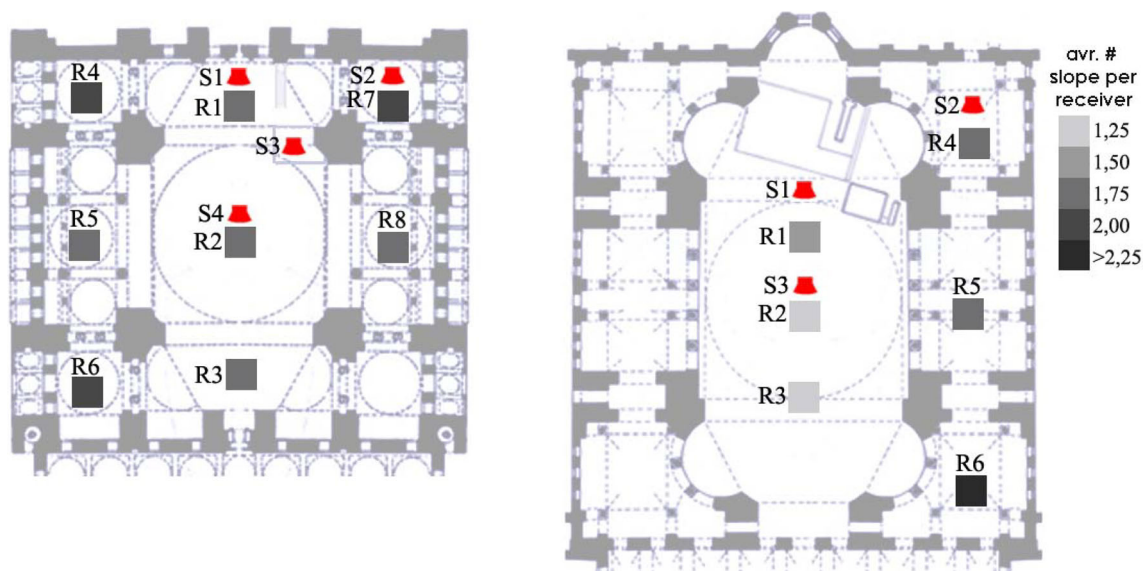 R4
S1
R1
S2
R7
S3
R5
S4
R2
R8
R6
R3
S2
R4
S1
R1
S3
R2
R5
R3
R6
avr. #
slope per
receiver
1,25
1,50
1,75
2,00
>2,25